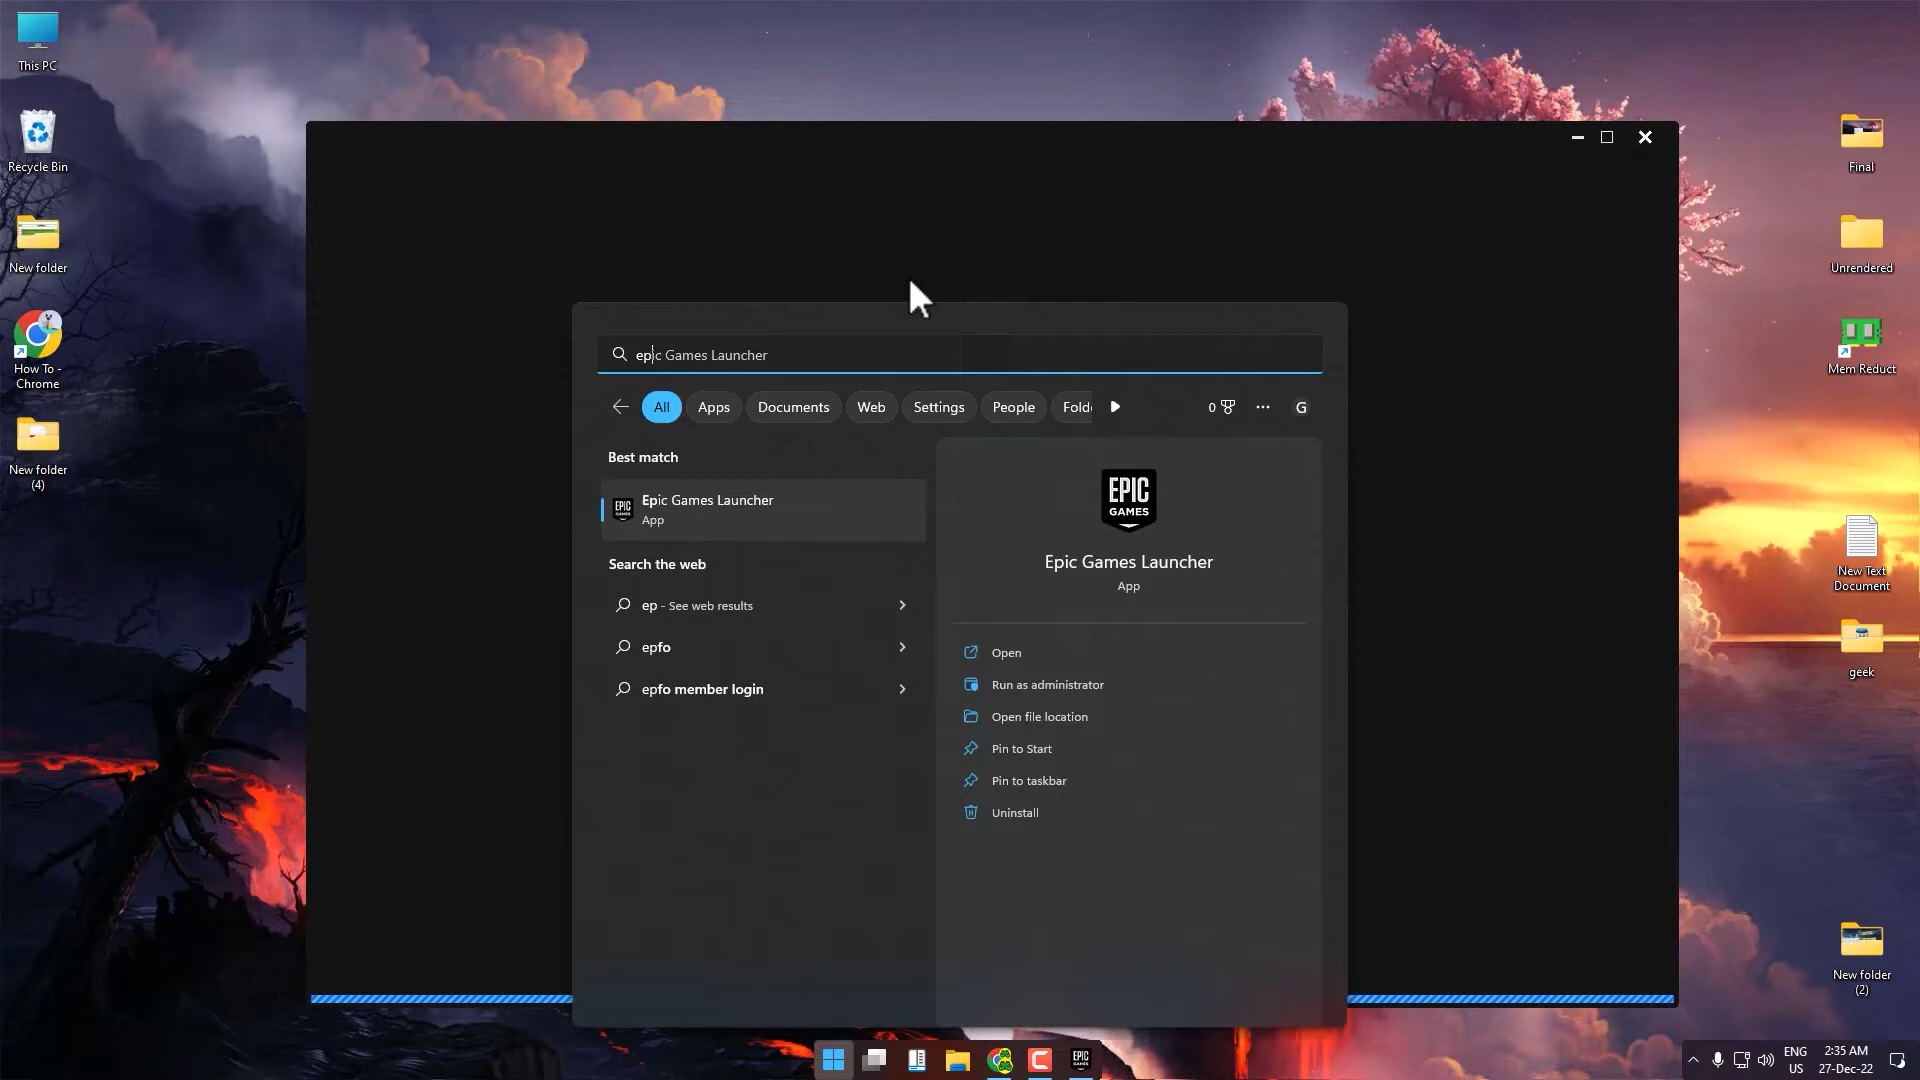 This PC
Recycle Bin
New folder
How To -
Chrome
New folder
(4)
epic Games Launcher
All
Apps
Documents
Web
Settings
People
Fold
0
G
Best match
Epic Games Launcher
App
Search the web
ep - See web results
epfo
epfo member login
EPIC
GAMES
Epic Games Launcher
App
Open
Run as administrator
Open file location
Pin to Start
Pin to taskbar
Uninstall
Final
Unrendered
Mem Reduct
New Text
Document
geek
New folder
(2)
EPIC
ENG
US
2:35 AM
27-Dec-22